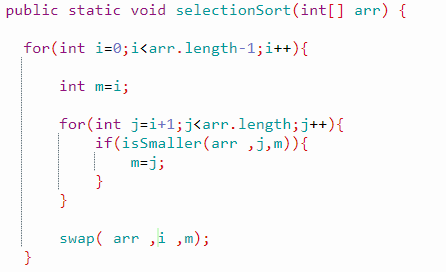 public static void selectionSort(int[] arr) {
for(int i=0;i<arr.length-1;i++){
int m=i;
for(int j=i+1;j<arr.length;j++){
if(isSmaller(arr ,j,m)){
m=j;
}
}
swap( arr ,i ,m);
}